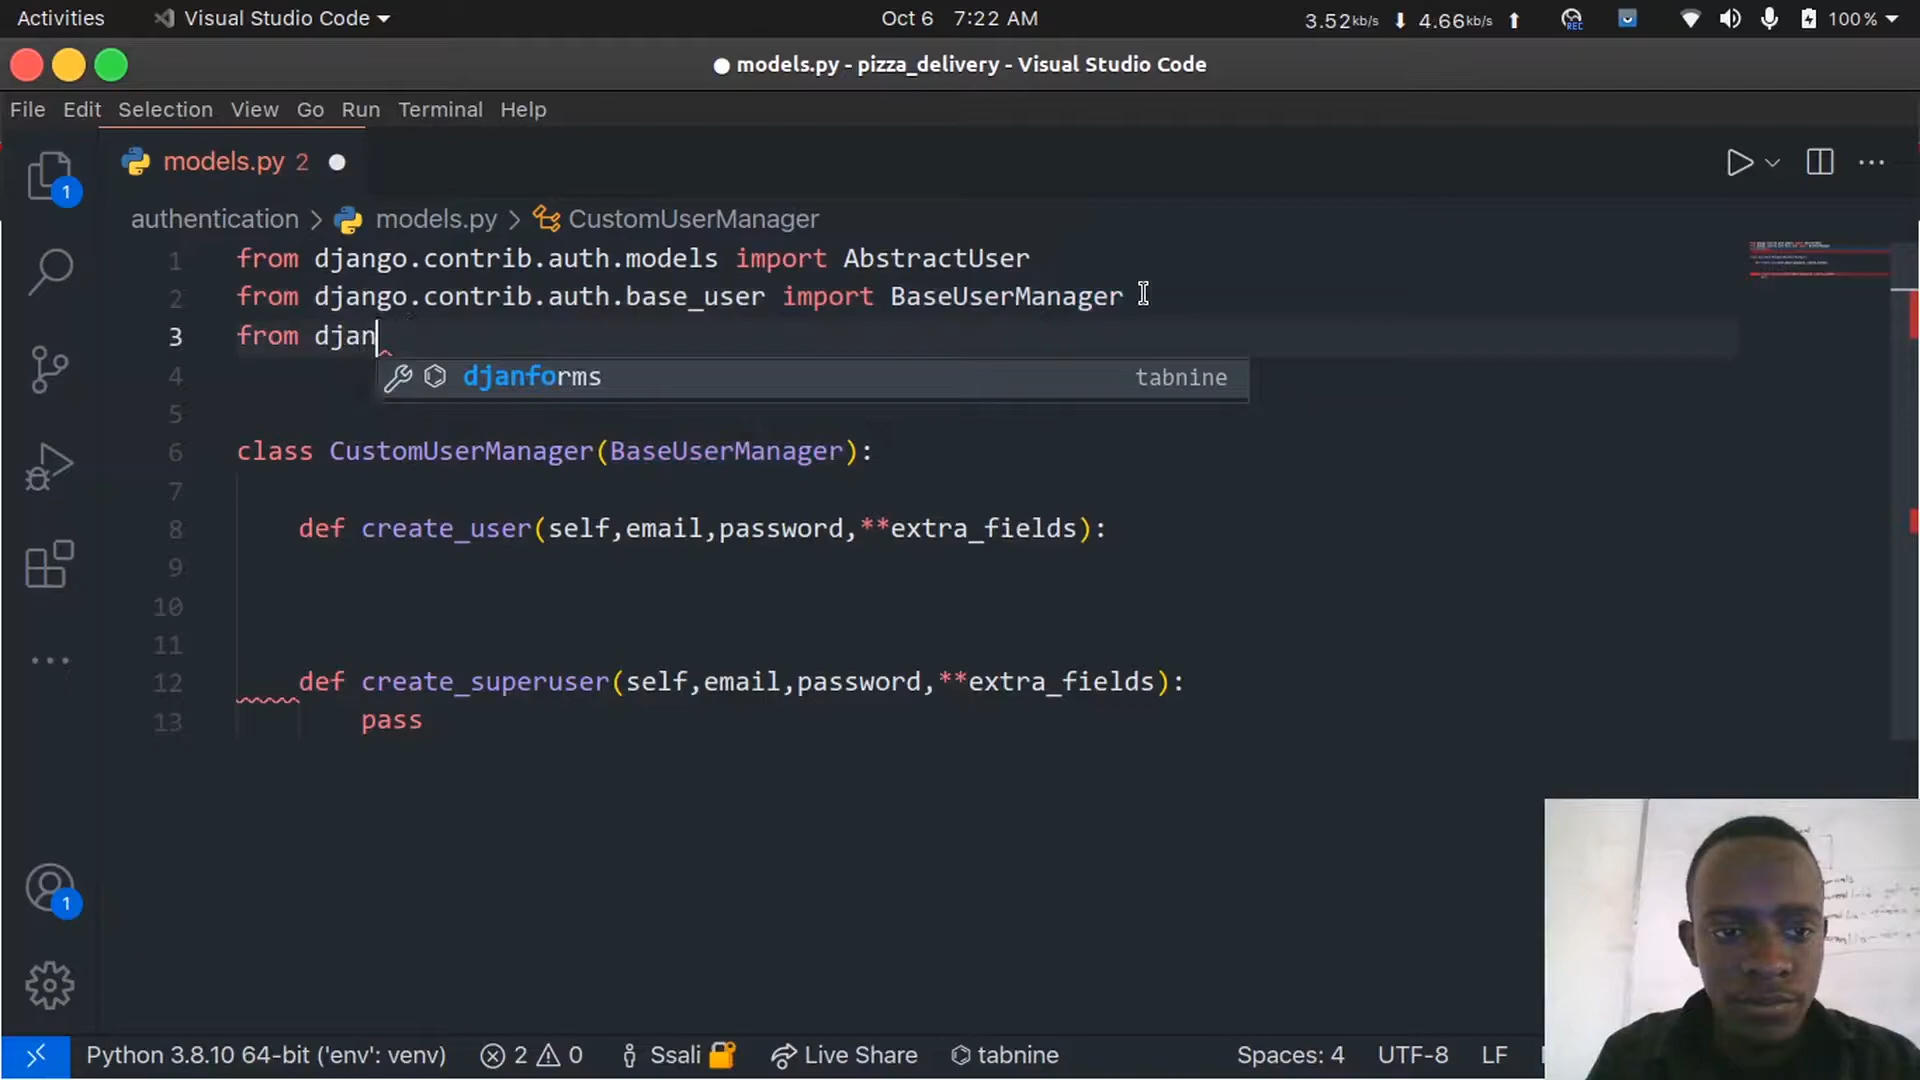 Activities
Visual Studio Code
Oct 6 7:22 AM
3.52kb/s
4.66kb/s
REC
100%
models.py - pizza_delivery - Visual Studio Code
File Edit Selection View Go Run Terminal Help
models.py 2
1
authentication > models.py > CustomUserManager
1 from django.contrib.auth.models import AbstractUser
2 from django.contrib.auth.base_user import BaseUserManager
3 from djan
djanforms tabnine
4
5
6 class CustomUserManager(BaseUserManager):
7
8 def create_user(self,email,password,**extra_fields):
9
10
11
12 def create_superuser(self,email,password,**extra_fields):
13 pass
1
Python 3.8.10 64-bit ('env': venv) 2 0 Ssali Live Share tabnine Spaces: 4 UTF-8 LF